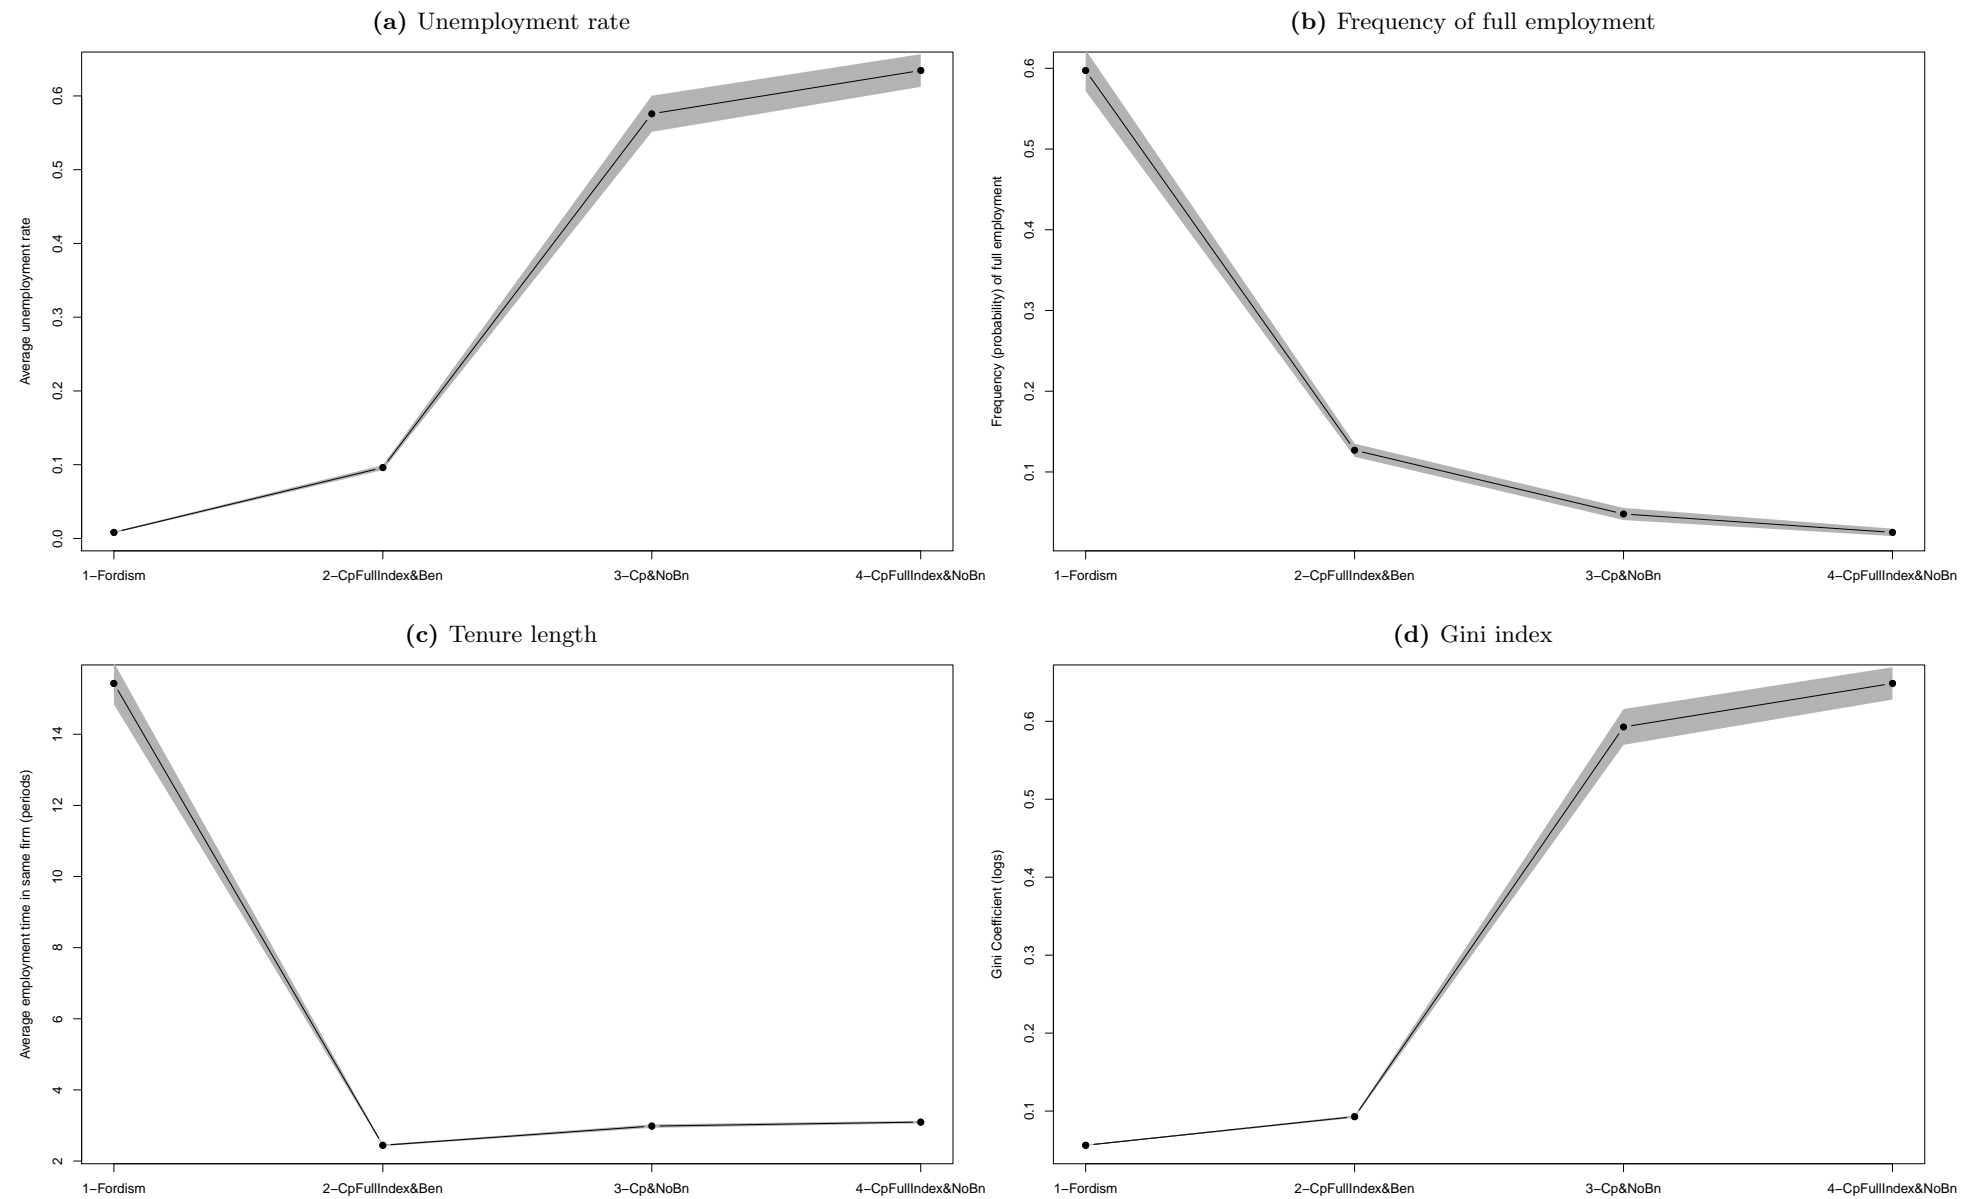 (a) Unemployment rate
Average unemployment rate
0.6
0.5
0.4
0.3
0.2
0.1
0.0
1−Fordism 2−CpFullIndex&Ben 3−Cp&NoBn 4−CpFullIndex&NoBn
(b) Frequency of full employment
Frequency (probability) of full employment
0.6
0.5
0.4
0.3
0.2
0.1
1−Fordism 2−CpFullIndex&Ben 3−Cp&NoBn 4−CpFullIndex&NoBn
(c) Tenure length
Average employment time in same firm (periods)
14
12
10
8
6
4
2
1−Fordism 2−CpFullIndex&Ben 3−Cp&NoBn 4−CpFullIndex&NoBn
(d) Gini index
Gini Coefficient (logs)
0.6
0.5
0.4
0.3
0.2
0.1
1−Fordism 2−CpFullIndex&Ben 3−Cp&NoBn 4−CpFullIndex&NoBn